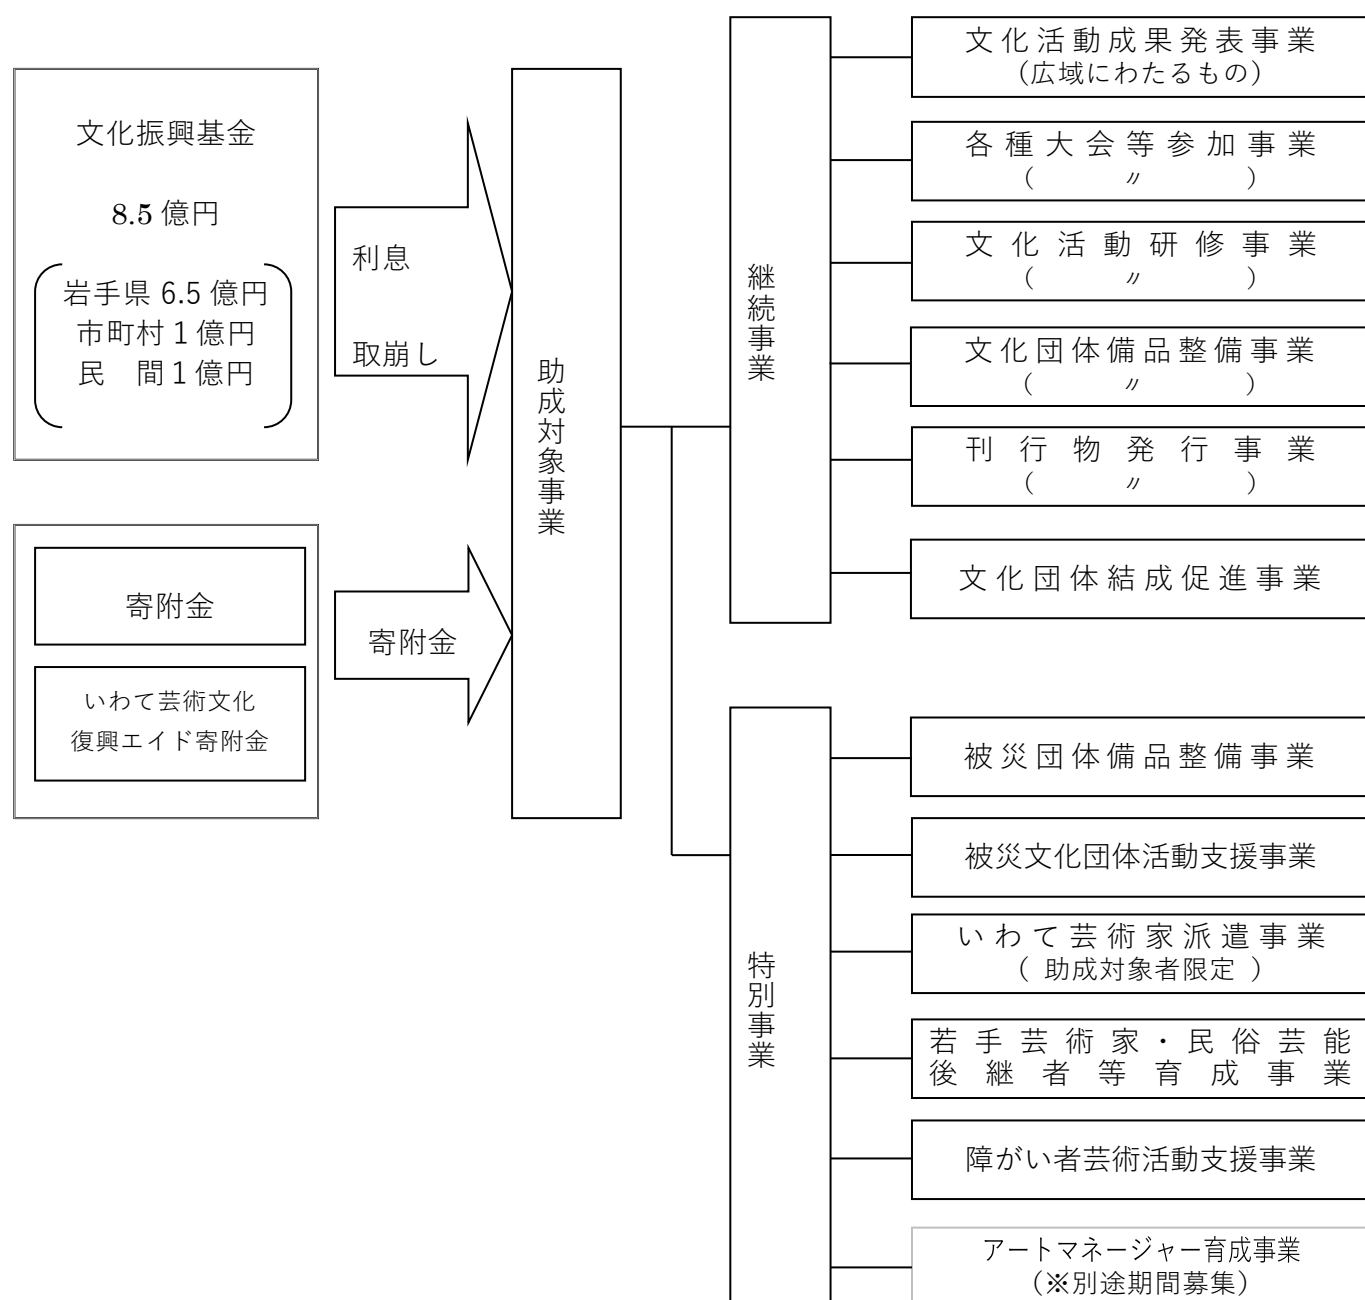 文化振興基金
8.5 億円
岩手県 6.5 億円
市町村 1 億円
民　間 1 億円
利息
取崩し
寄附金
いわて芸術文化
復興エイド寄附金
寄附金
助成対象事業
継続事業
文化活動成果発表事業
（広域にわたるもの）
各種大会等参加事業
（　〃　）
文化活動研修事業
（　〃　）
文化団体備品整備事業
（　〃　）
刊行物発行事業
（　〃　）
文化団体結成促進事業
特別事業
被災団体備品整備事業
被災文化団体活動支援事業
いわて芸術家派遣事業
（ 助成対象者限定 ）
若手芸術家・民俗芸能
後継者等育成事業
障がい者芸術活動支援事業
アートマネージャー育成事業
（※別途期間募集）